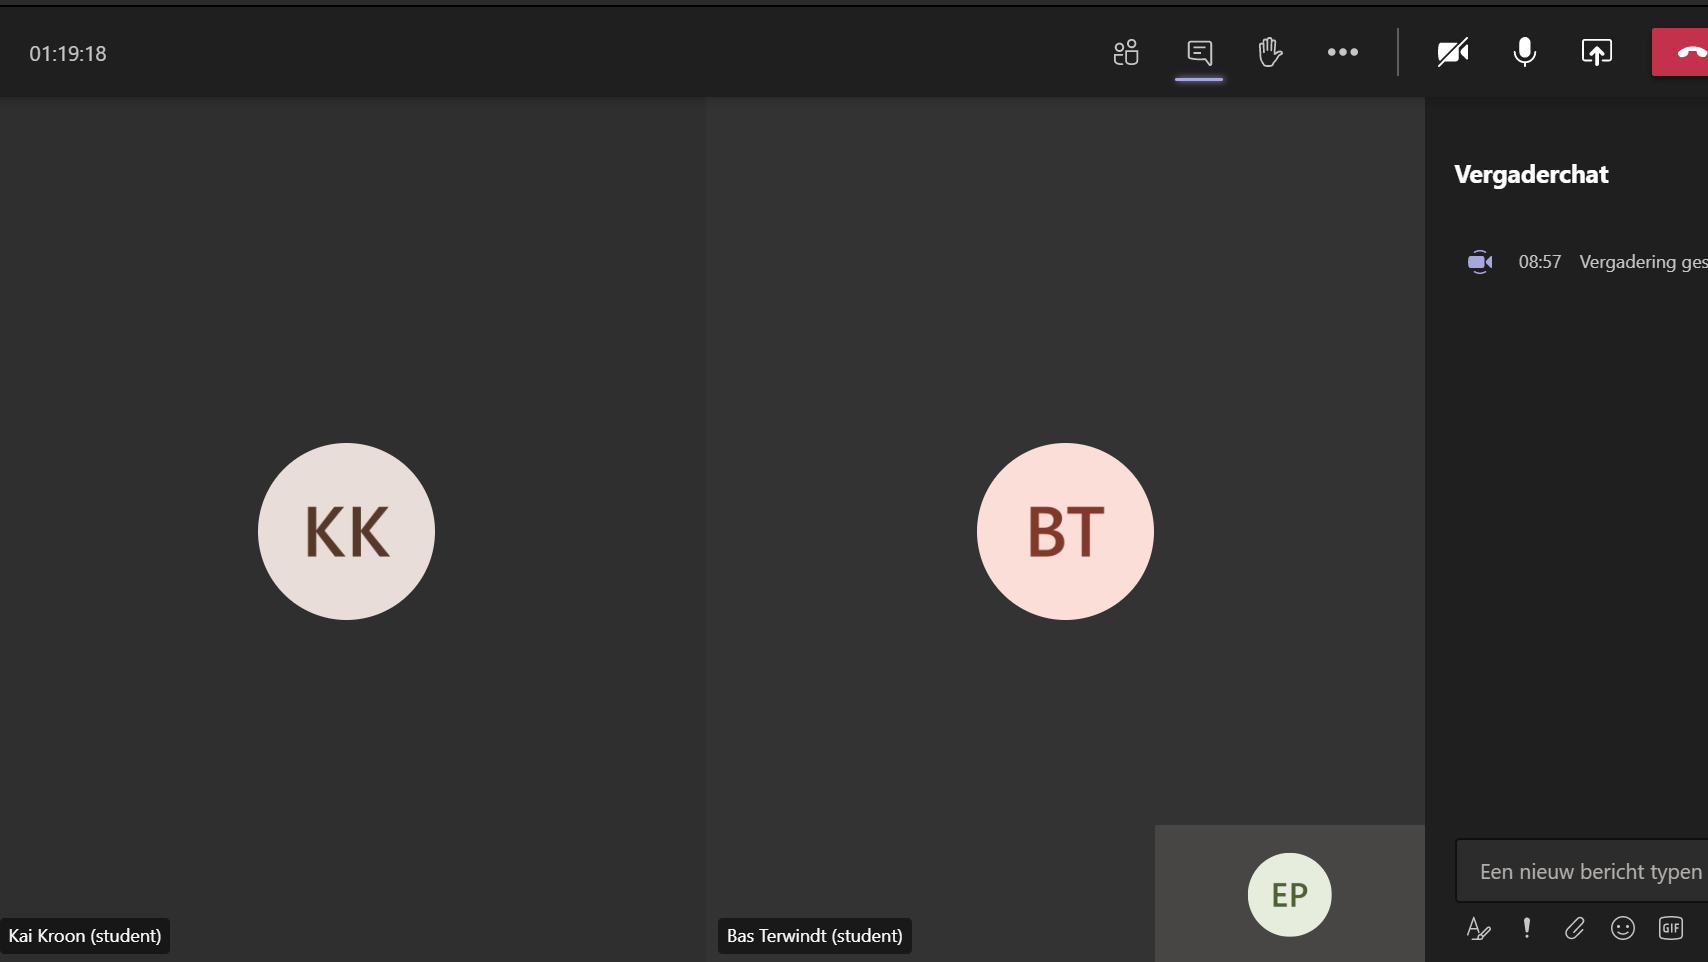 01:19:18
Vergaderchat
08:57 Vergadering ges
KK
BT
EP
Kai Kroon (student)
Bas Terwindt (student)
Een nieuw bericht typen
GIF